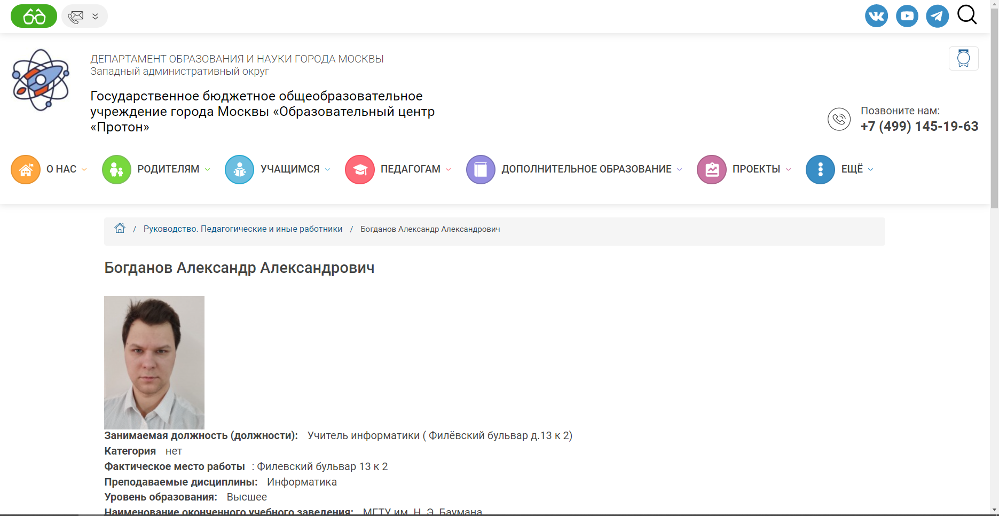 ДЕПАРТАМЕНТ ОБРАЗОВАНИЯ И НАУКИ ГОРОДА МОСКВЫ
Западный административный округ
Государственное бюджетное общеобразовательное
учреждение города Москвы «Образовательный центр
«Протон»
Позвоните нам:
+7 (499) 145-19-63
О НАС
РОДИТЕЛЯМ
УЧАЩИМСЯ
ПЕДАГОГАМ
ДОПОЛНИТЕЛЬНОЕ ОБРАЗОВАНИЕ
ПРОЕКТЫ
ЕЩЁ
/ Руководство. Педагогические и иные работники / Богданов Александр Александрович
Богданов Александр Александрович
Занимаемая должность (должности): Учитель информатики ( Филёвский бульвар д.13 к 2)
Категория нет
Фактическое место работы : Филевский бульвар 13 к 2
Преподаваемые дисциплины: Информатика
Уровень образования: Высшее
Наименование оконченного учебного заведения: МГТУ им. Н. Э. Баумана